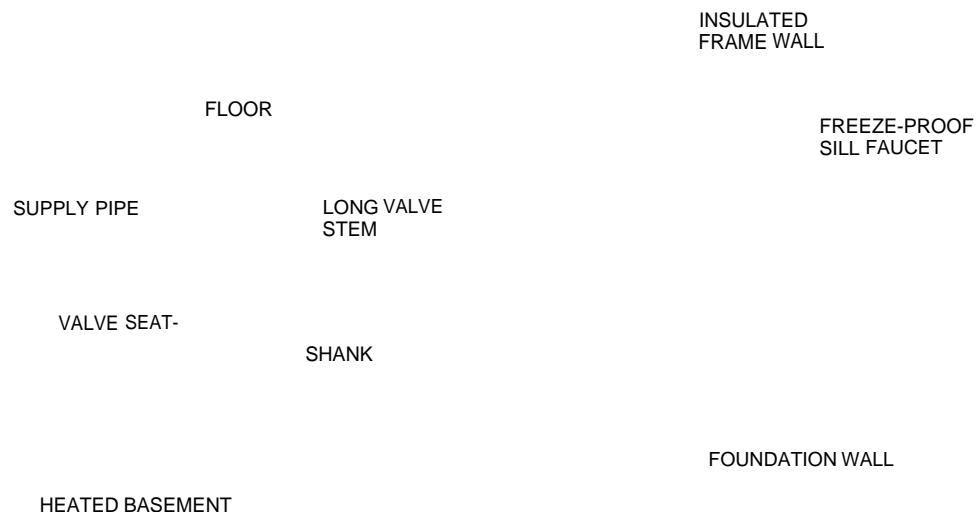 INSULATED
FRAME WALL
FLOOR
FREEZE-PROOF
SILL FAUCET
SUPPLY PIPE
LONG VALVE
STEM
VALVE SEAT-
SHANK
FOUNDATION WALL
HEATED BASEMENT